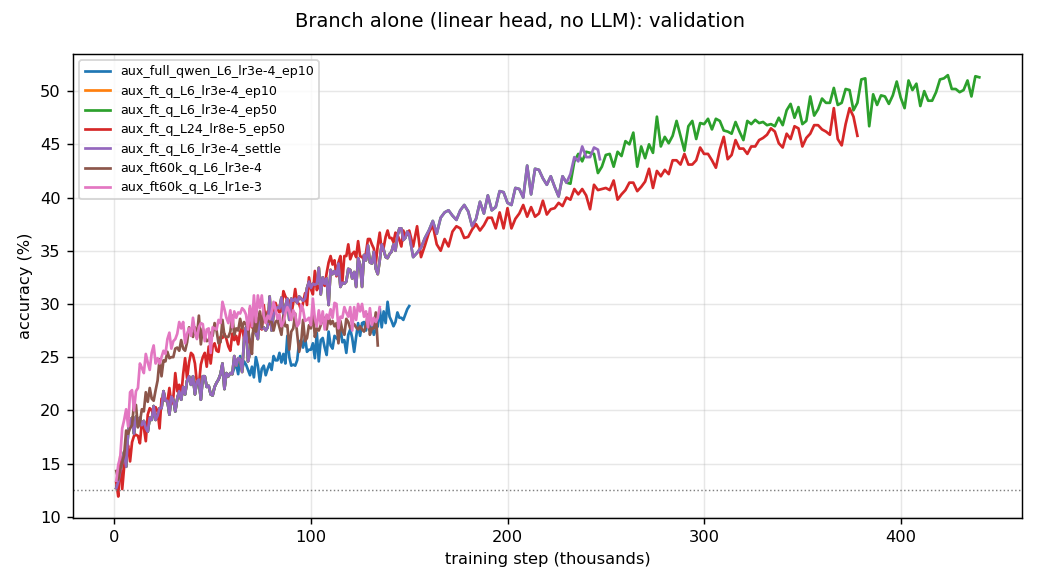 Branch alone (linear head, no LLM): validation
aux_full_qwen_L6_lr3e-4_ep10
aux_ft_q_L6_lr3e-4_ep10
aux_ft_q_L6_lr3e-4_ep50
aux_ft_q_L24_lr8e-5_ep50
aux_ft_q_L6_lr3e-4_settle
aux_ft60k_q_L6_lr3e-4
aux_ft60k_q_L6_lr1e-3
accuracy (%)
50
45
40
35
30
25
20
15
10
0 100 200 300 400
training step (thousands)